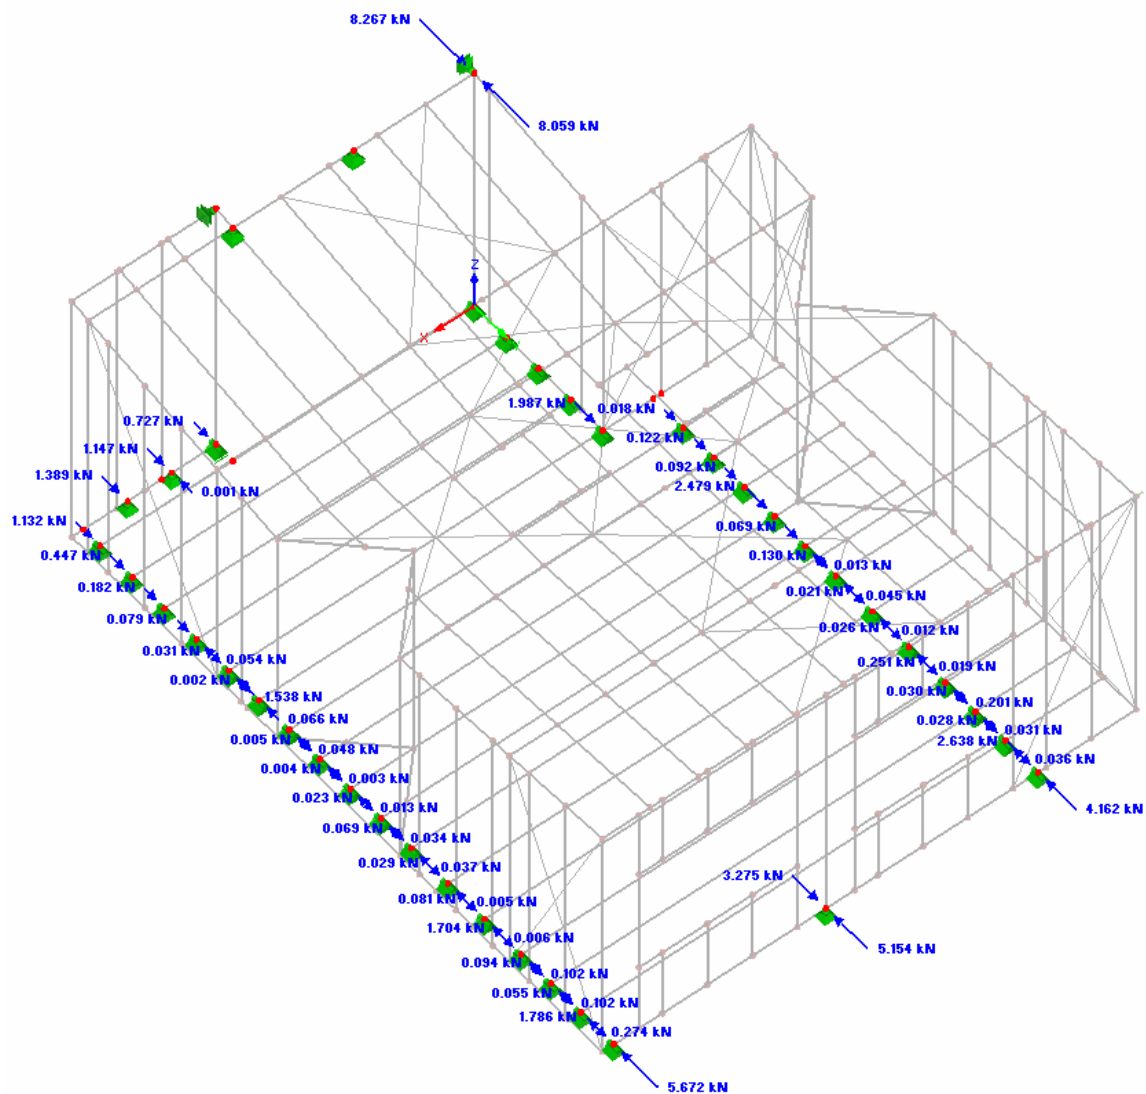 8.267 kN
8.059 kN
Z
X
1.987 kN
0.018 kN
0.727 kN
0.122 kN
1.147 kN
0.092 kN
1.389 kN
2.479 kN
0.001 kN
1.132 kN
0.069 kN
0.447 kN
0.130 kN
0.013 kN
0.182 kN
0.021 kN
0.045 kN
0.079 kN
0.026 kN
0.012 kN
0.031 kN
0.054 kN
0.251 kN
0.019 kN
0.002 kN
0.030 kN
1.538 kN
0.201 kN
0.066 kN
0.028 kN
0.031 kN
0.005 kN
2.638 kN
0.048 kN
0.036 kN
0.004 kN
0.003 kN
0.023 kN
4.162 kN
0.013 kN
0.069 kN
0.034 kN
0.029 kN
0.037 kN
3.275 kN
0.081 kN
0.005 kN
1.704 kN
0.006 kN
5.154 kN
0.094 kN
0.102 kN
0.055 kN
0.102 kN
1.786 kN
0.274 kN
5.672 kN